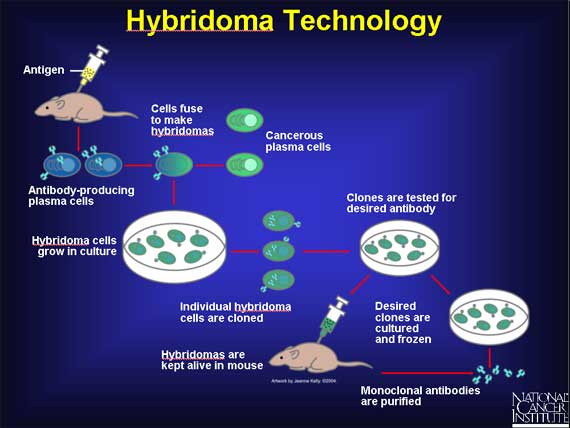 Hybridoma Technology
Antigen
Cells fuse
to make
hybridomas
Cancerous
plasma cells
Antibody-producing
plasma cells
Clones are tested for
desired antibody
Hybridoma cells
grow in culture
Individual hybridoma
cells are cloned
Desired
clones are
cultured
and frozen
Hybridomas are
kept alive in mouse
Artwork by Jeanne Kelly ©2004.
Monoclonal antibodies
are purified
NATIONAL
CANCER
INSTITUTE